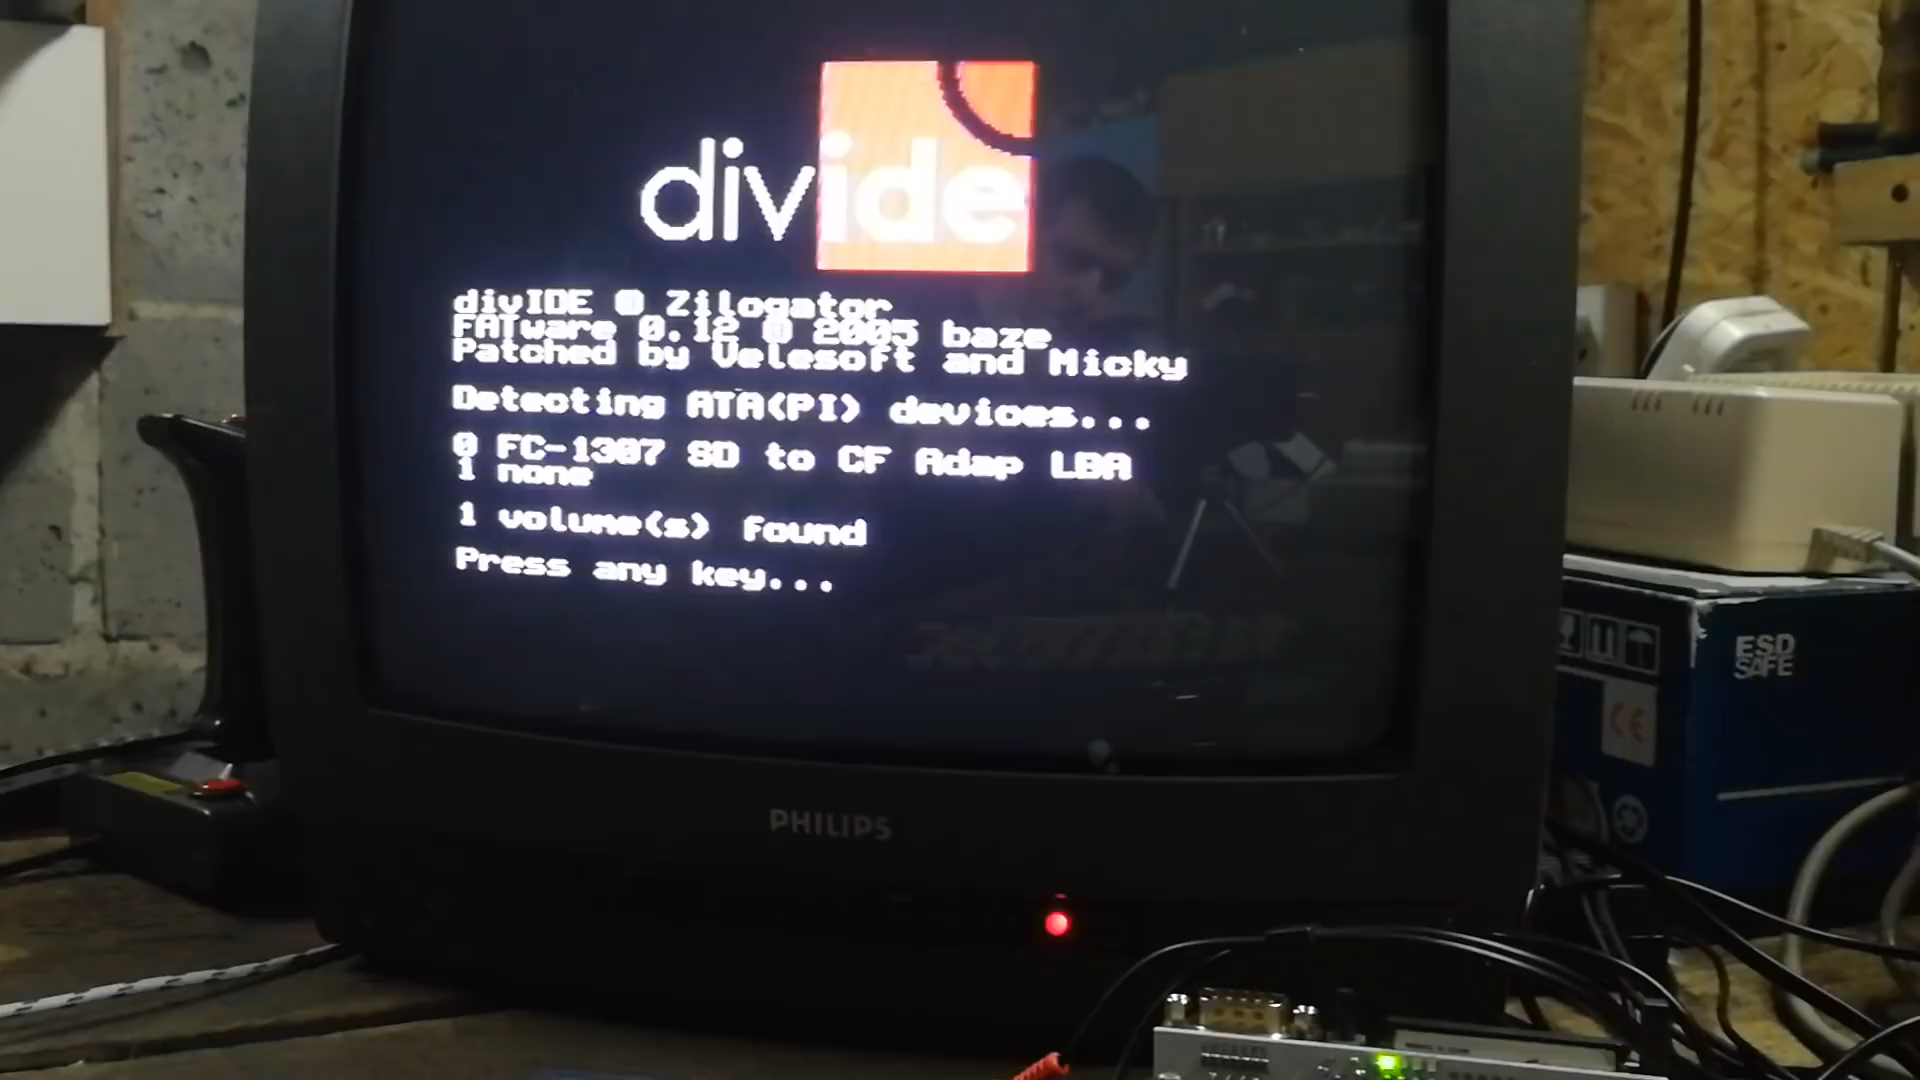 divide
divIDE @ Zilogator
FATware 0.12 @ 2005 baze
Patched by Velesoft and Micky
Detecting ATA(PI) devices...
0 FC-1307 SD to CF Adap LBA
1 none
1 volume(s) found
Press any key...
PHILIPS
ESD
SAFE
CE